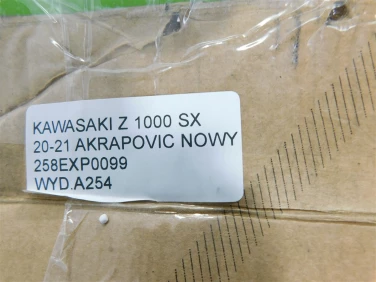 KAWASAKI Z 1000 SX
20-21 AKRAPOVIC NOWY
258EXP0099
WYD.A254